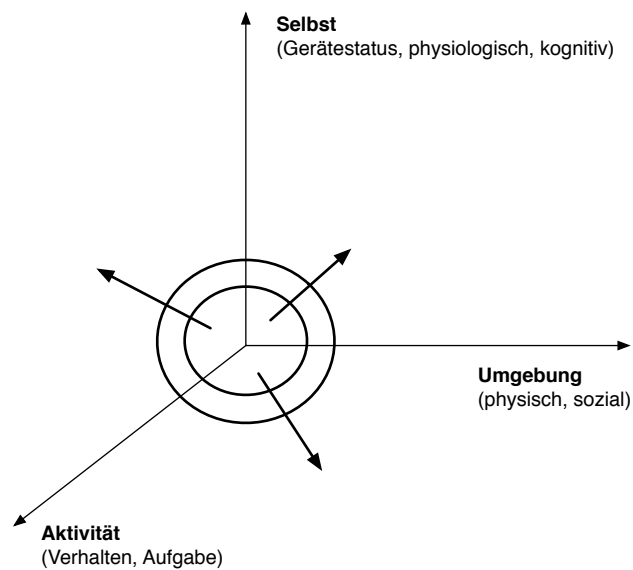 Selbst
(Gerätestatus, physiologisch, kognitiv)
Umgebung
(physisch, sozial)
Aktivität
(Verhalten, Aufgabe)